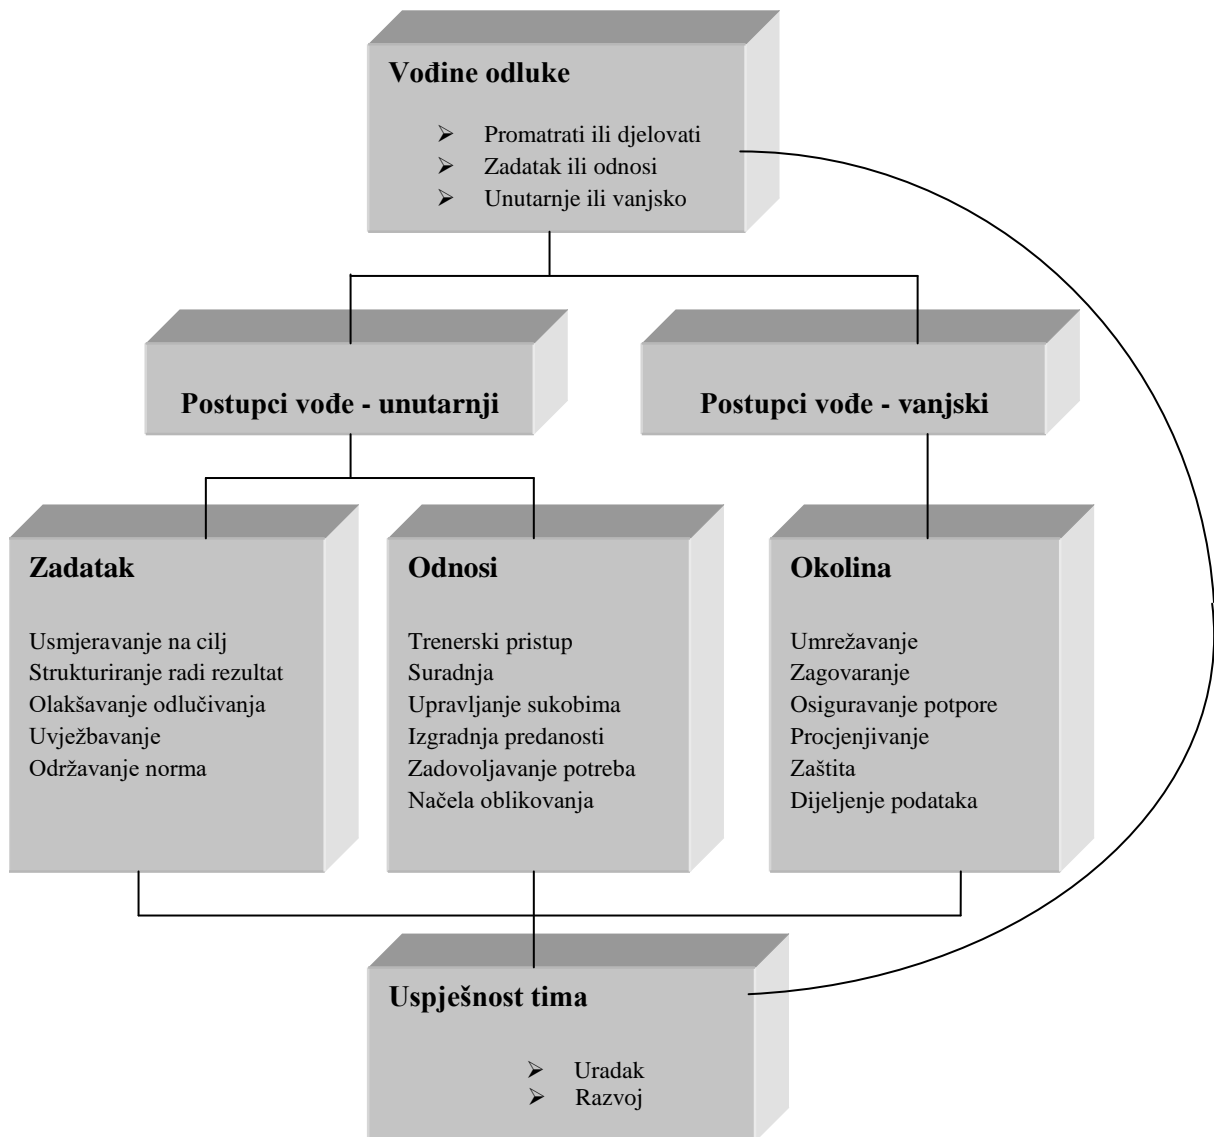 Vođine odluke
➢ Promatrati ili djelovati
➢ Zadatak ili odnosi
➢ Unutarnje ili vanjsko
Postupci vođe - unutarnji
Postupci vođe - vanjski
Zadatak
Usmjeravanje na cilj
Strukturiranje radi rezultat
Olakšavanje odlučivanja
Uvježbavanje
Održavanje norma
Odnosi
Trenerski pristup
Suradnja
Upravljanje sukobima
Izgradnja predanosti
Zadovoljavanje potreba
Načela oblikovanja
Okolina
Umrežavanje
Zagovaranje
Osiguravanje potpore
Procjenjivanje
Zaštita
Dijeljenje podataka
Uspješnost tima
➢ Uradak
➢ Razvoj